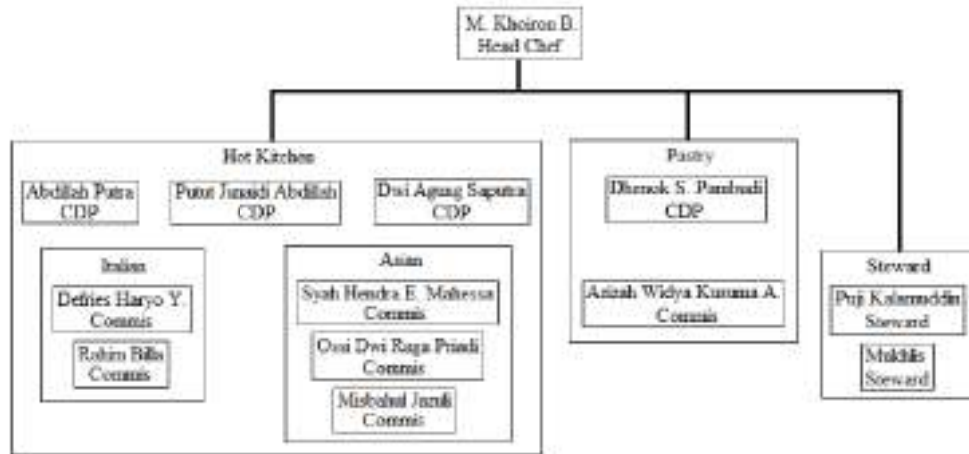 M. Khoiron B.
Head Chef
Hot Kitchen
Abdillah Putra
CDP
Putut Junaidi Abdillah
CDP
Dwi Agung Saputra
CDP
Italian
Defries Haryo Y.
Commis
Rohim Billa
Commis
Asian
Syah Hendra E. Mahessa
Commis
Ossi Dwi Raga Priadi
Commis
Misbahul Jazuli
Commis
Pastry
Dhenok S. Pambudi
CDP
Azizah Widya Kusuma A.
Commis
Steward
Puji Kalamuddin
Steward
Mukhlis
Steward